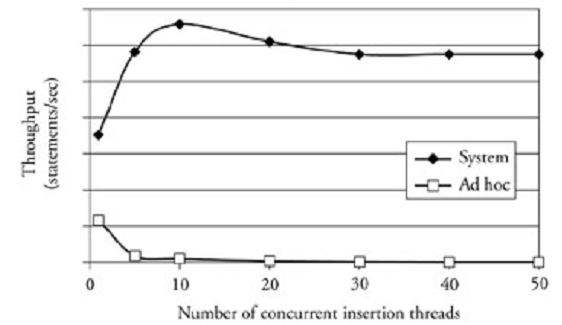 Throughput
(statements/sec)
System
Ad hoc
0 10 20 30 40 50
Number of concurrent insertion threads